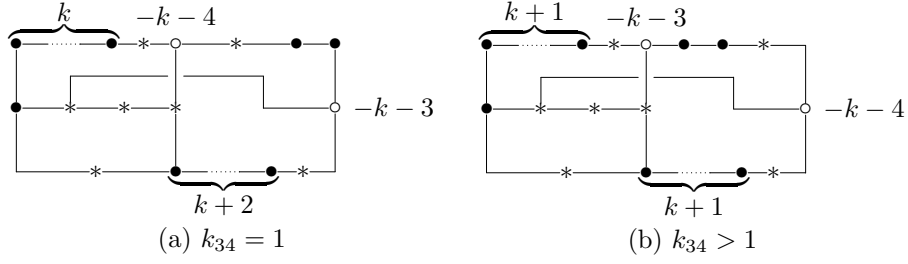 k −k − 4 k + 1 −k − 3
−k − 3 −k − 4
k + 2 k + 1
(a) k₃₄ = 1 (b) k₃₄ > 1